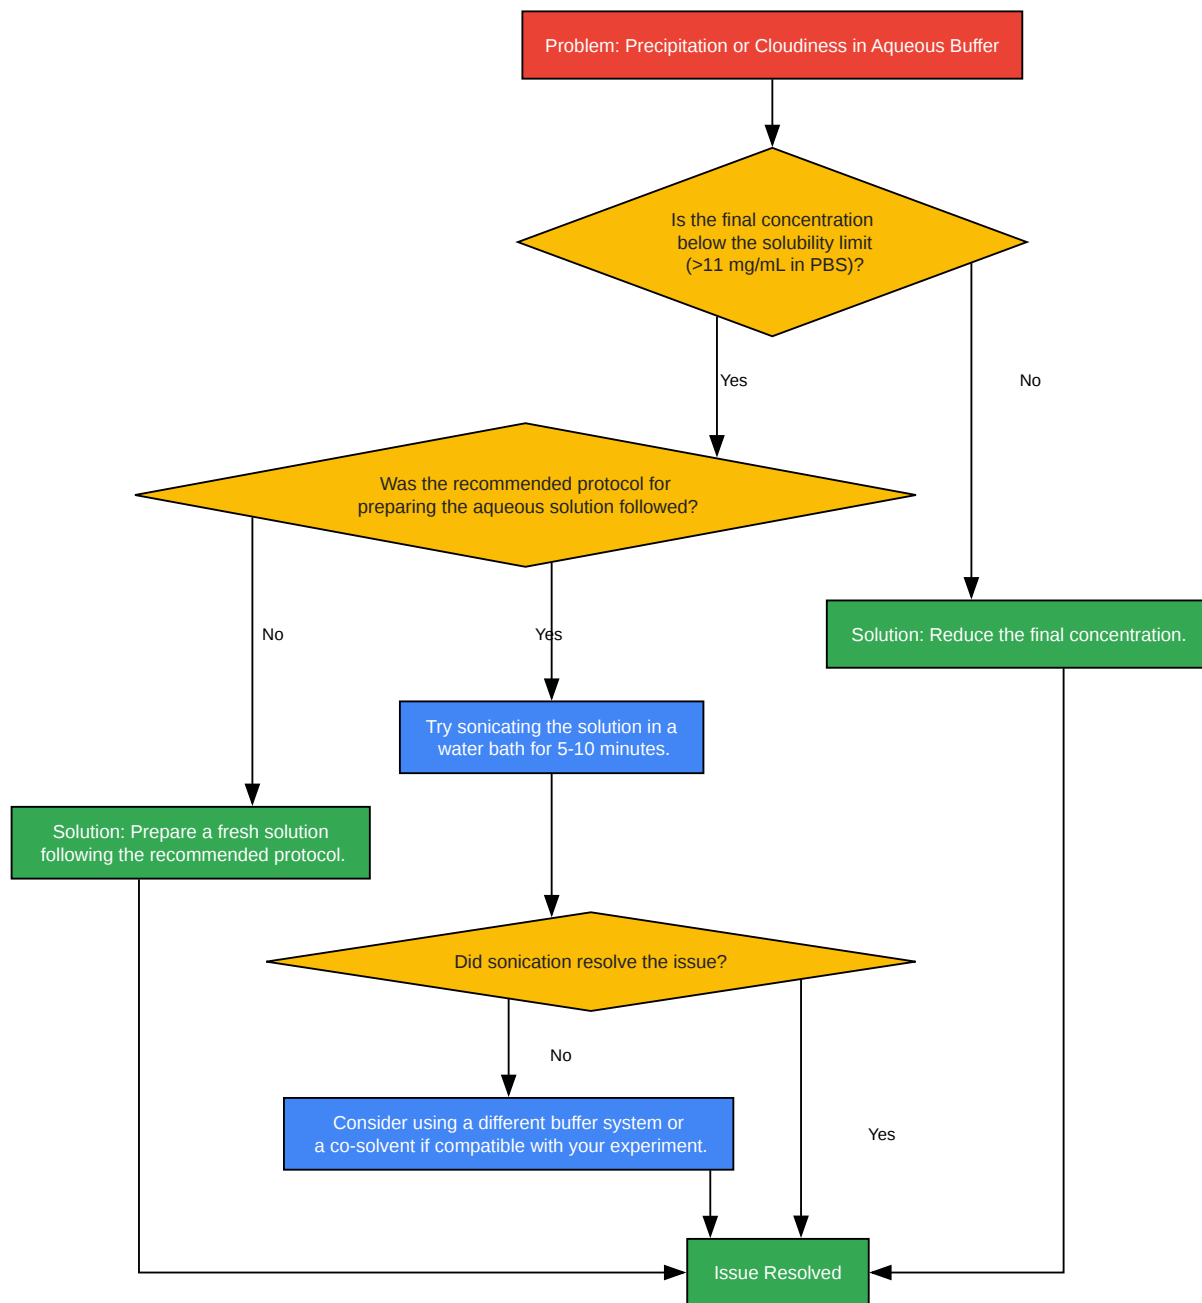 Problem: Precipitation or Cloudiness in Aqueous Buffer
Is the final concentration
below the solubility limit
(>11 mg/mL in PBS)?
Yes
No
Was the recommended protocol for
preparing the aqueous solution followed?
No
Yes
Solution: Reduce the final concentration.
Try sonicating the solution in a
water bath for 5-10 minutes.
Solution: Prepare a fresh solution
following the recommended protocol.
Did sonication resolve the issue?
No
Consider using a different buffer system or
a co-solvent if compatible with your experiment.
Yes
Issue Resolved